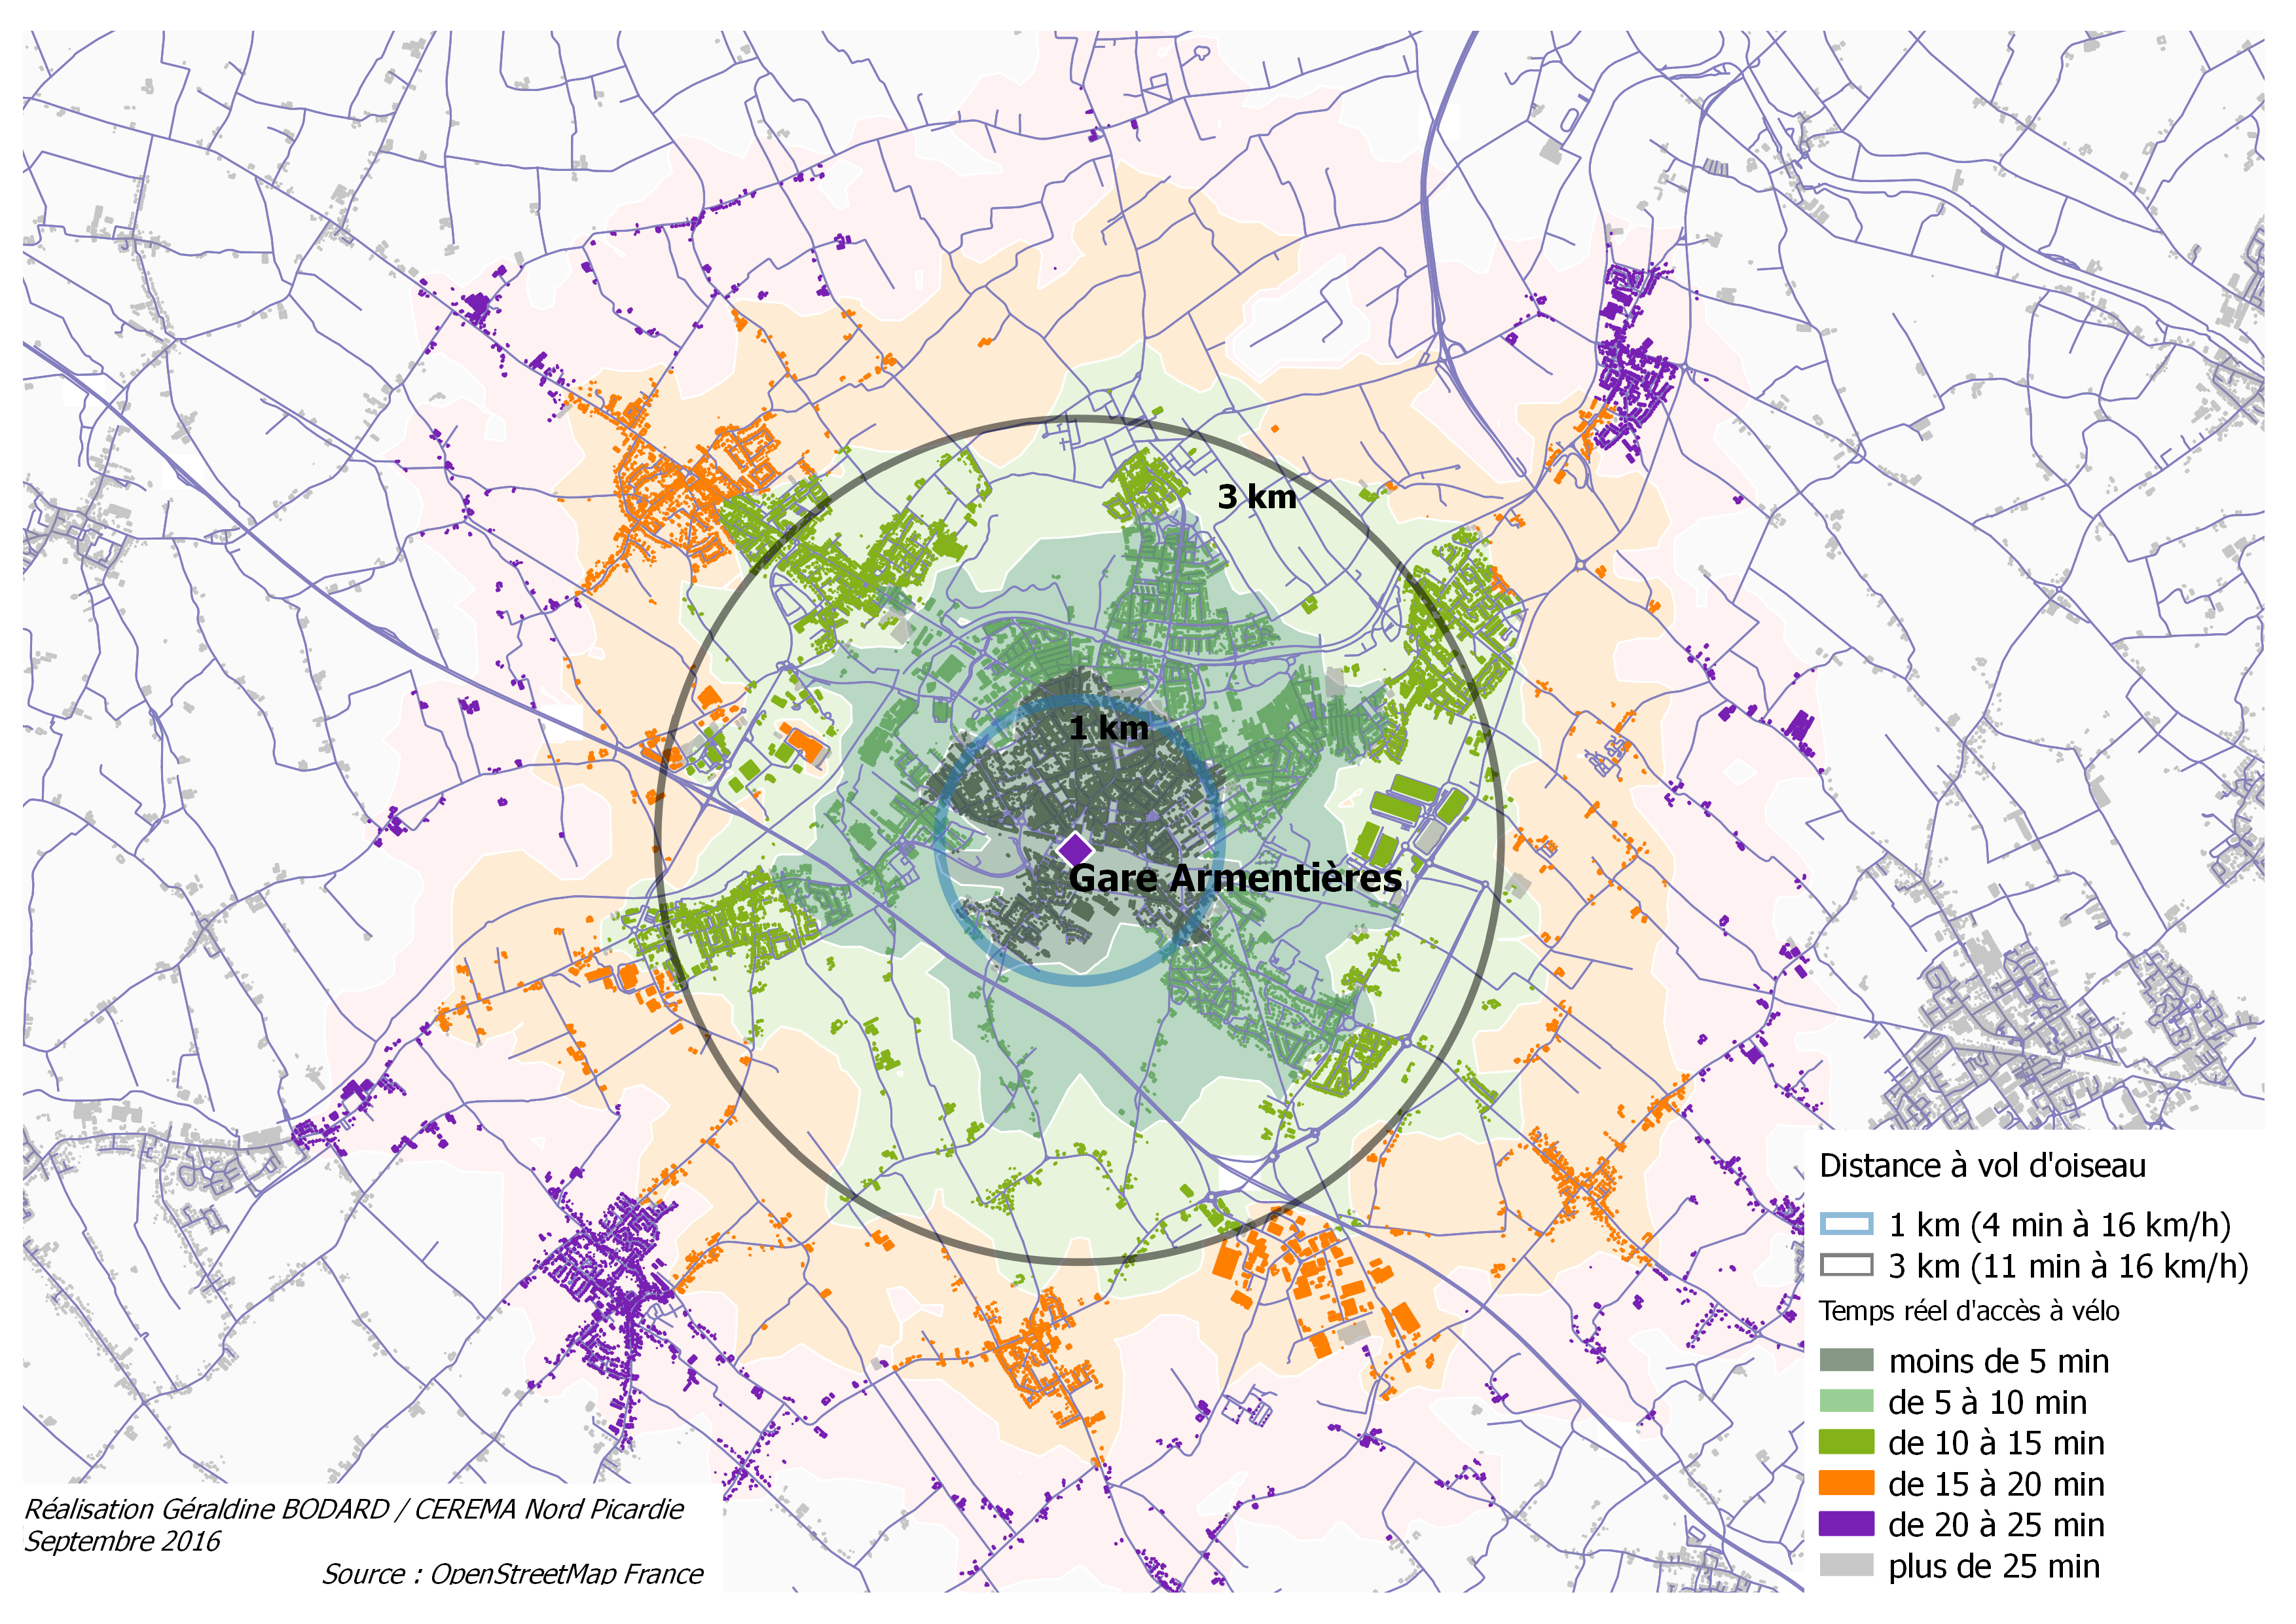 3 km
1 km
Gare Armentières
Distance à vol d'oiseau
1 km (4 min à 16 km/h)
3 km (11 min à 16 km/h)
Temps réel d'accès à vélo
moins de 5 min
de 5 à 10 min
de 10 à 15 min
de 15 à 20 min
de 20 à 25 min
plus de 25 min
Réalisation Géraldine BODARD / CEREMA Nord Picardie
Septembre 2016
Source : OpenStreetMap France